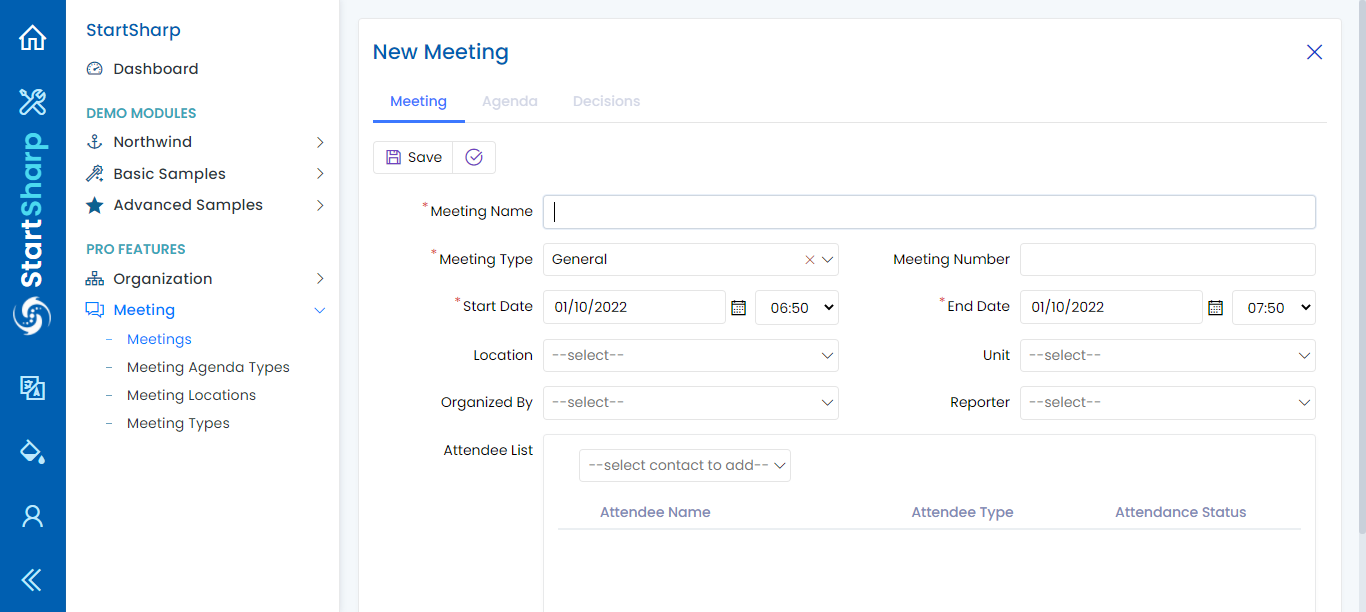 StartSharp
StartSharp
Dashboard
DEMO MODULES
Northwind
Basic Samples
Advanced Samples
PRO FEATURES
Organization
Meeting
Meetings
Meeting Agenda Types
Meeting Locations
Meeting Types
New Meeting
Meeting Agenda Decisions
Save
*Meeting Name
*Meeting Type General Meeting Number
*Start Date 01/10/2022 06:50 *End Date 01/10/2022 07:50
Location --select-- Unit --select--
Organized By --select-- Reporter --select--
Attendee List
--select contact to add--
Attendee Name Attendee Type Attendance Status